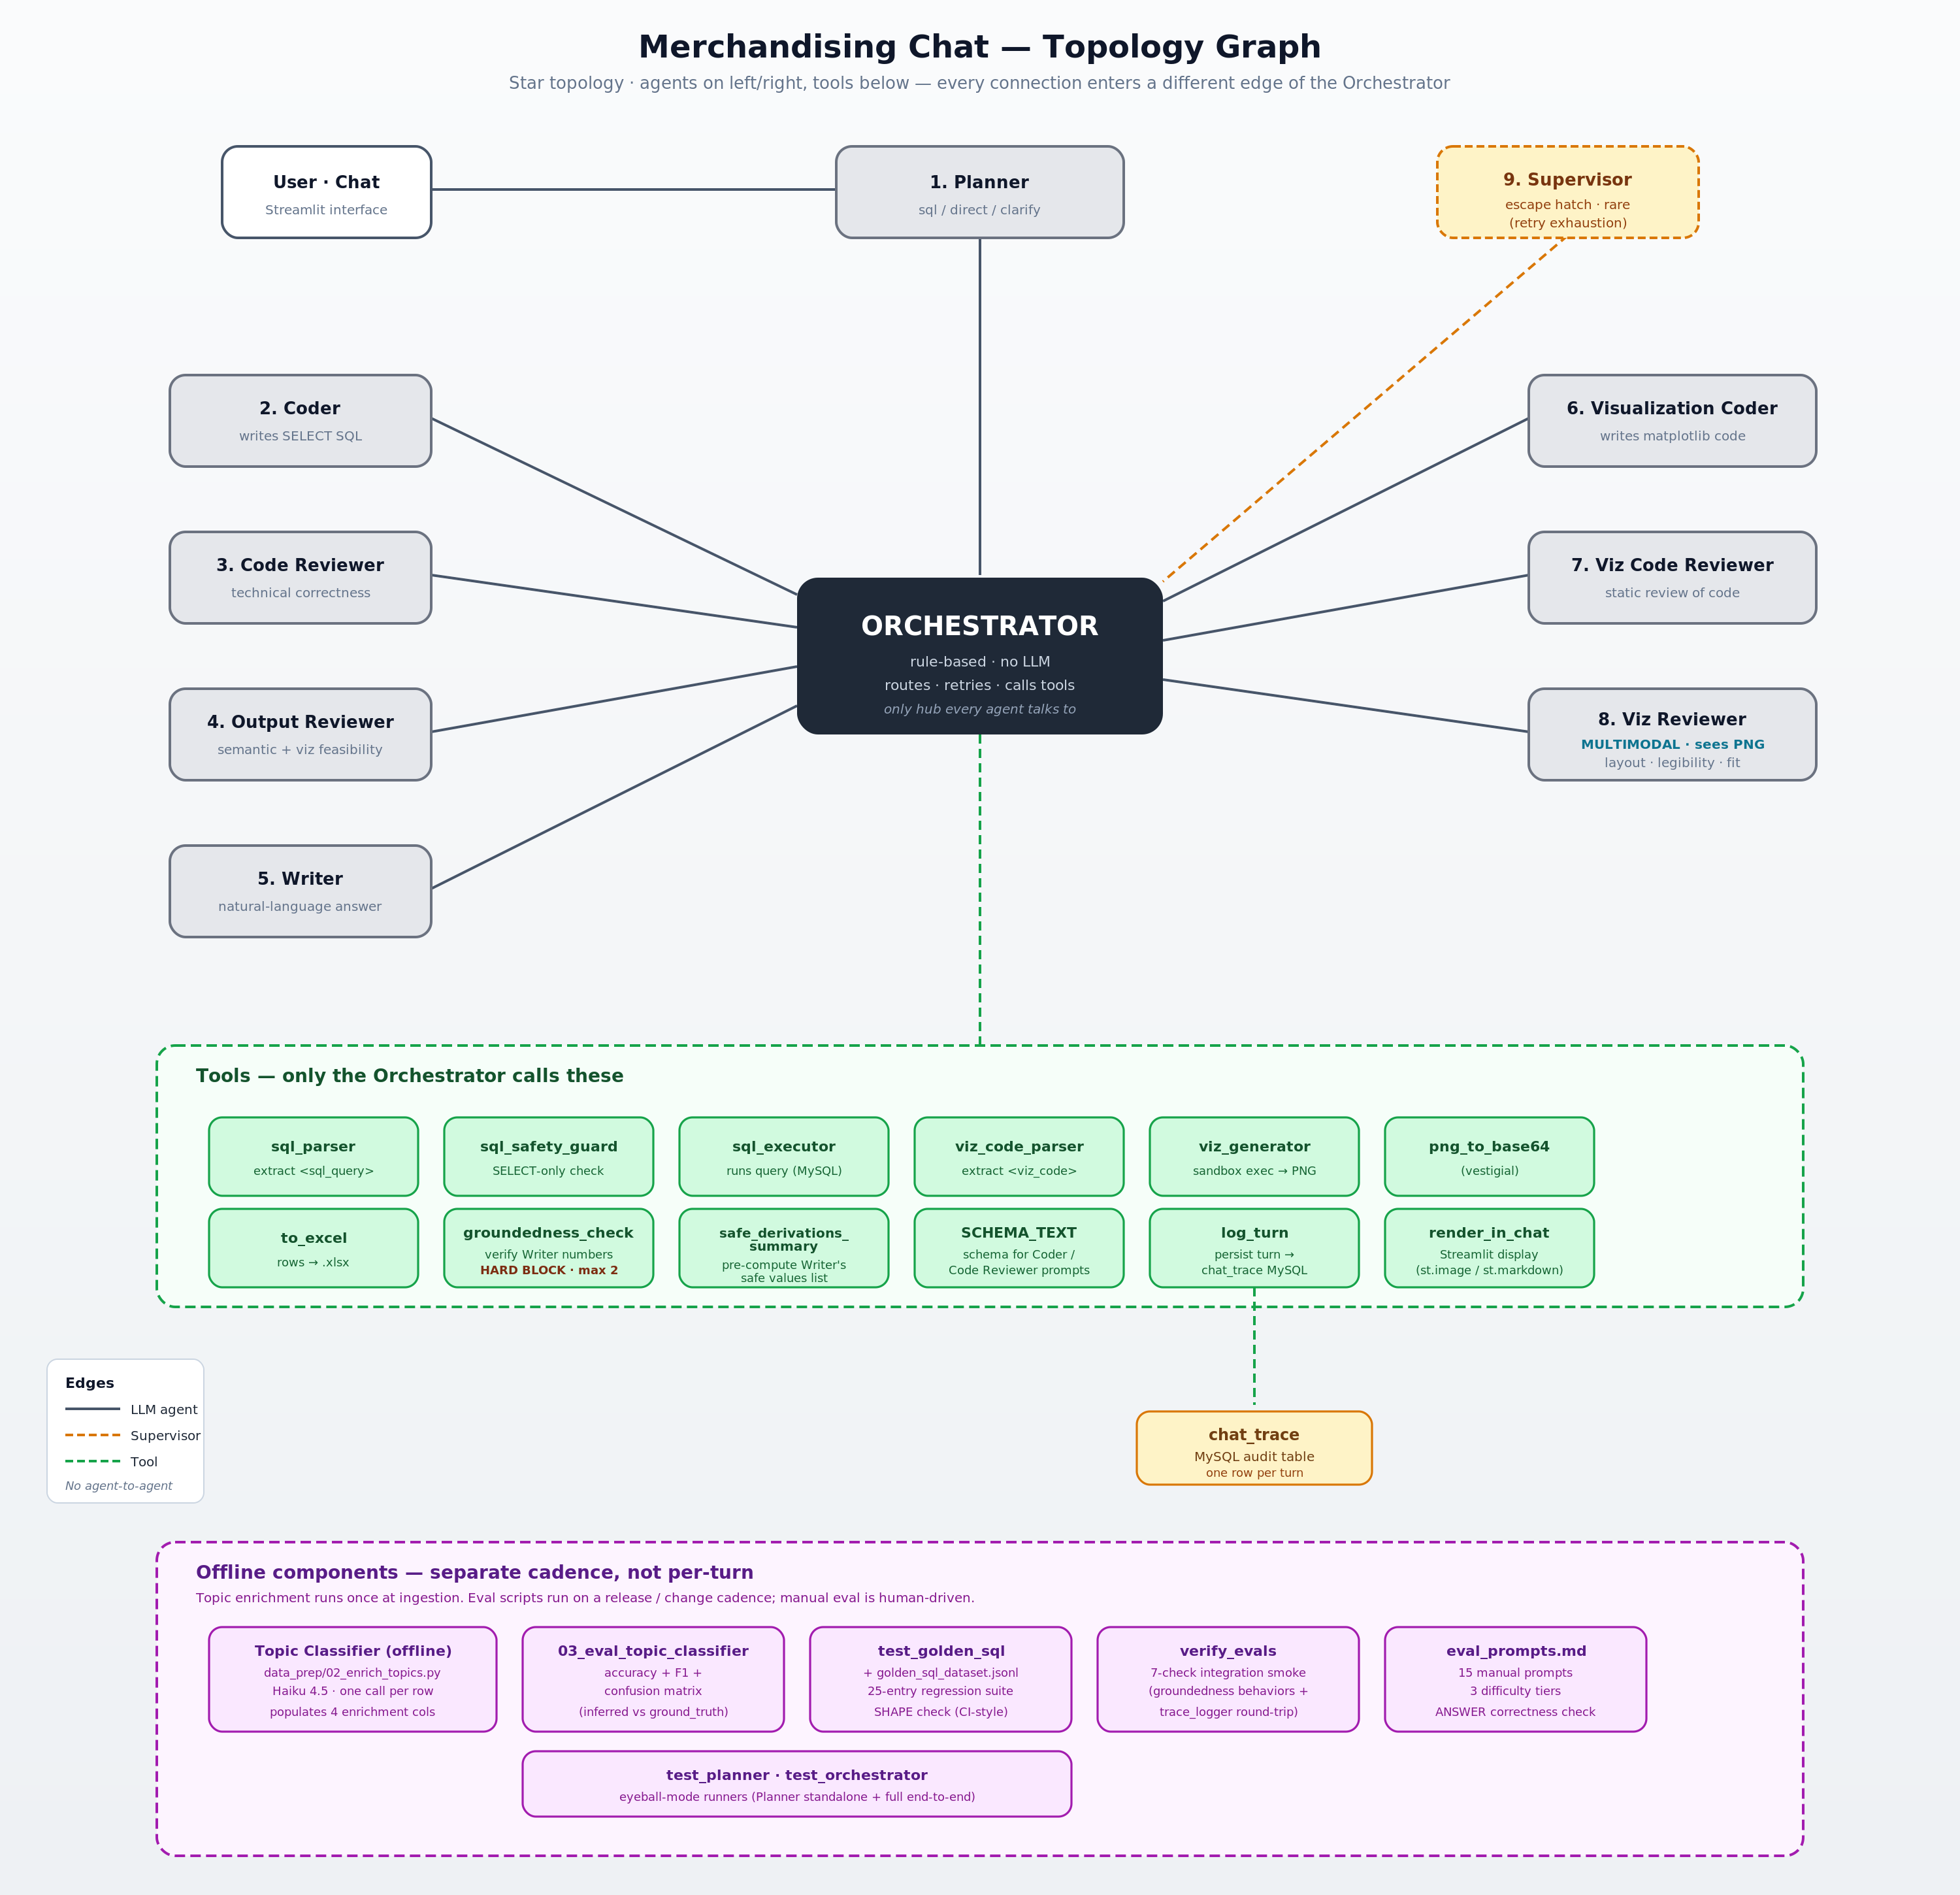 Merchandising Chat — Topology Graph
Star topology · agents on left/right, tools below — every connection enters a different edge of the Orchestrator
User · Chat
Streamlit interface
1. Planner
sql / direct / clarify
9. Supervisor
escape hatch · rare
(retry exhaustion)
2. Coder
writes SELECT SQL
6. Visualization Coder
writes matplotlib code
3. Code Reviewer
technical correctness
7. Viz Code Reviewer
static review of code
ORCHESTRATOR
rule-based · no LLM
routes · retries · calls tools
only hub every agent talks to
4. Output Reviewer
semantic + viz feasibility
8. Viz Reviewer
MULTIMODAL · sees PNG
layout · legibility · fit
5. Writer
natural-language answer
Tools — only the Orchestrator calls these
sql_parser
extract <sql_query>
sql_safety_guard
SELECT-only check
sql_executor
runs query (MySQL)
viz_code_parser
extract <viz_code>
viz_generator
sandbox exec → PNG
png_to_base64
(vestigial)
to_excel
rows → .xlsx
groundedness_check
verify Writer numbers
HARD BLOCK · max 2
safe_derivations_
summary
pre-compute Writer's
safe values list
SCHEMA_TEXT
schema for Coder /
Code Reviewer prompts
log_turn
persist turn →
chat_trace MySQL
render_in_chat
Streamlit display
(st.image / st.markdown)
Edges
LLM agent
Supervisor
Tool
No agent-to-agent
chat_trace
MySQL audit table
one row per turn
Offline components — separate cadence, not per-turn
Topic enrichment runs once at ingestion. Eval scripts run on a release / change cadence; manual eval is human-driven.
Topic Classifier (offline)
data_prep/02_enrich_topics.py
Haiku 4.5 · one call per row
populates 4 enrichment cols
03_eval_topic_classifier
accuracy + F1 +
confusion matrix
(inferred vs ground_truth)
test_golden_sql
+ golden_sql_dataset.jsonl
25-entry regression suite
SHAPE check (CI-style)
verify_evals
7-check integration smoke
(groundedness behaviors +
trace_logger round-trip)
eval_prompts.md
15 manual prompts
3 difficulty tiers
ANSWER correctness check
test_planner · test_orchestrator
eyeball-mode runners (Planner standalone + full end-to-end)